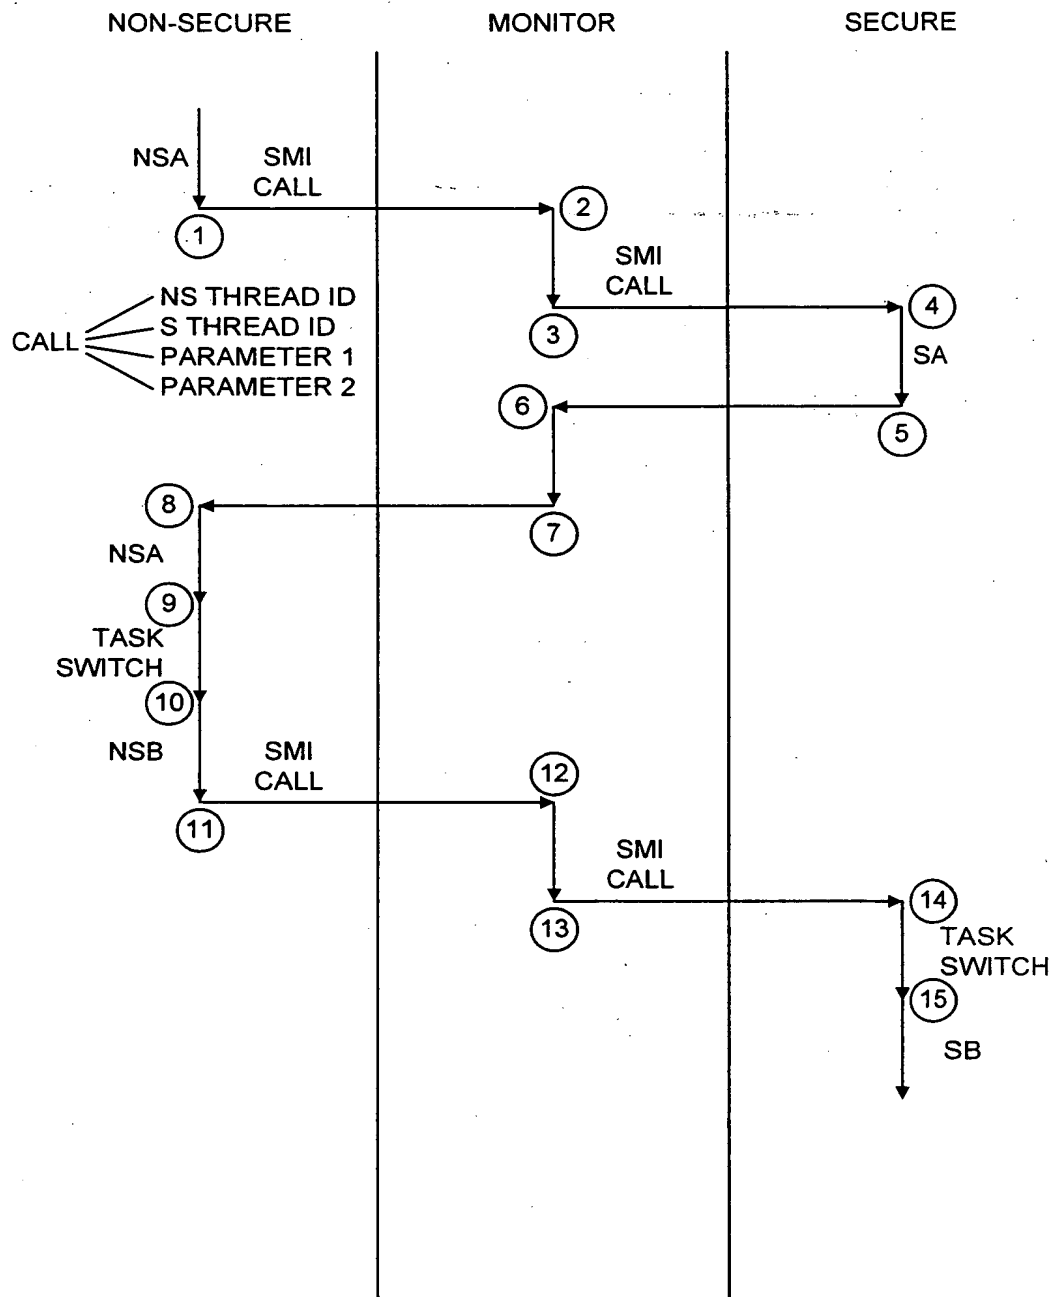 NON-SECURE
MONITOR
SECURE
NSA
SMI
CALL
1
2
SMI
CALL
3
4
SA
CALL
NS THREAD ID
S THREAD ID
PARAMETER 1
PARAMETER 2
5
6
7
8
NSA
9
TASK
SWITCH
10
NSB
SMI
CALL
11
12
SMI
CALL
13
14
TASK
SWITCH
15
SB